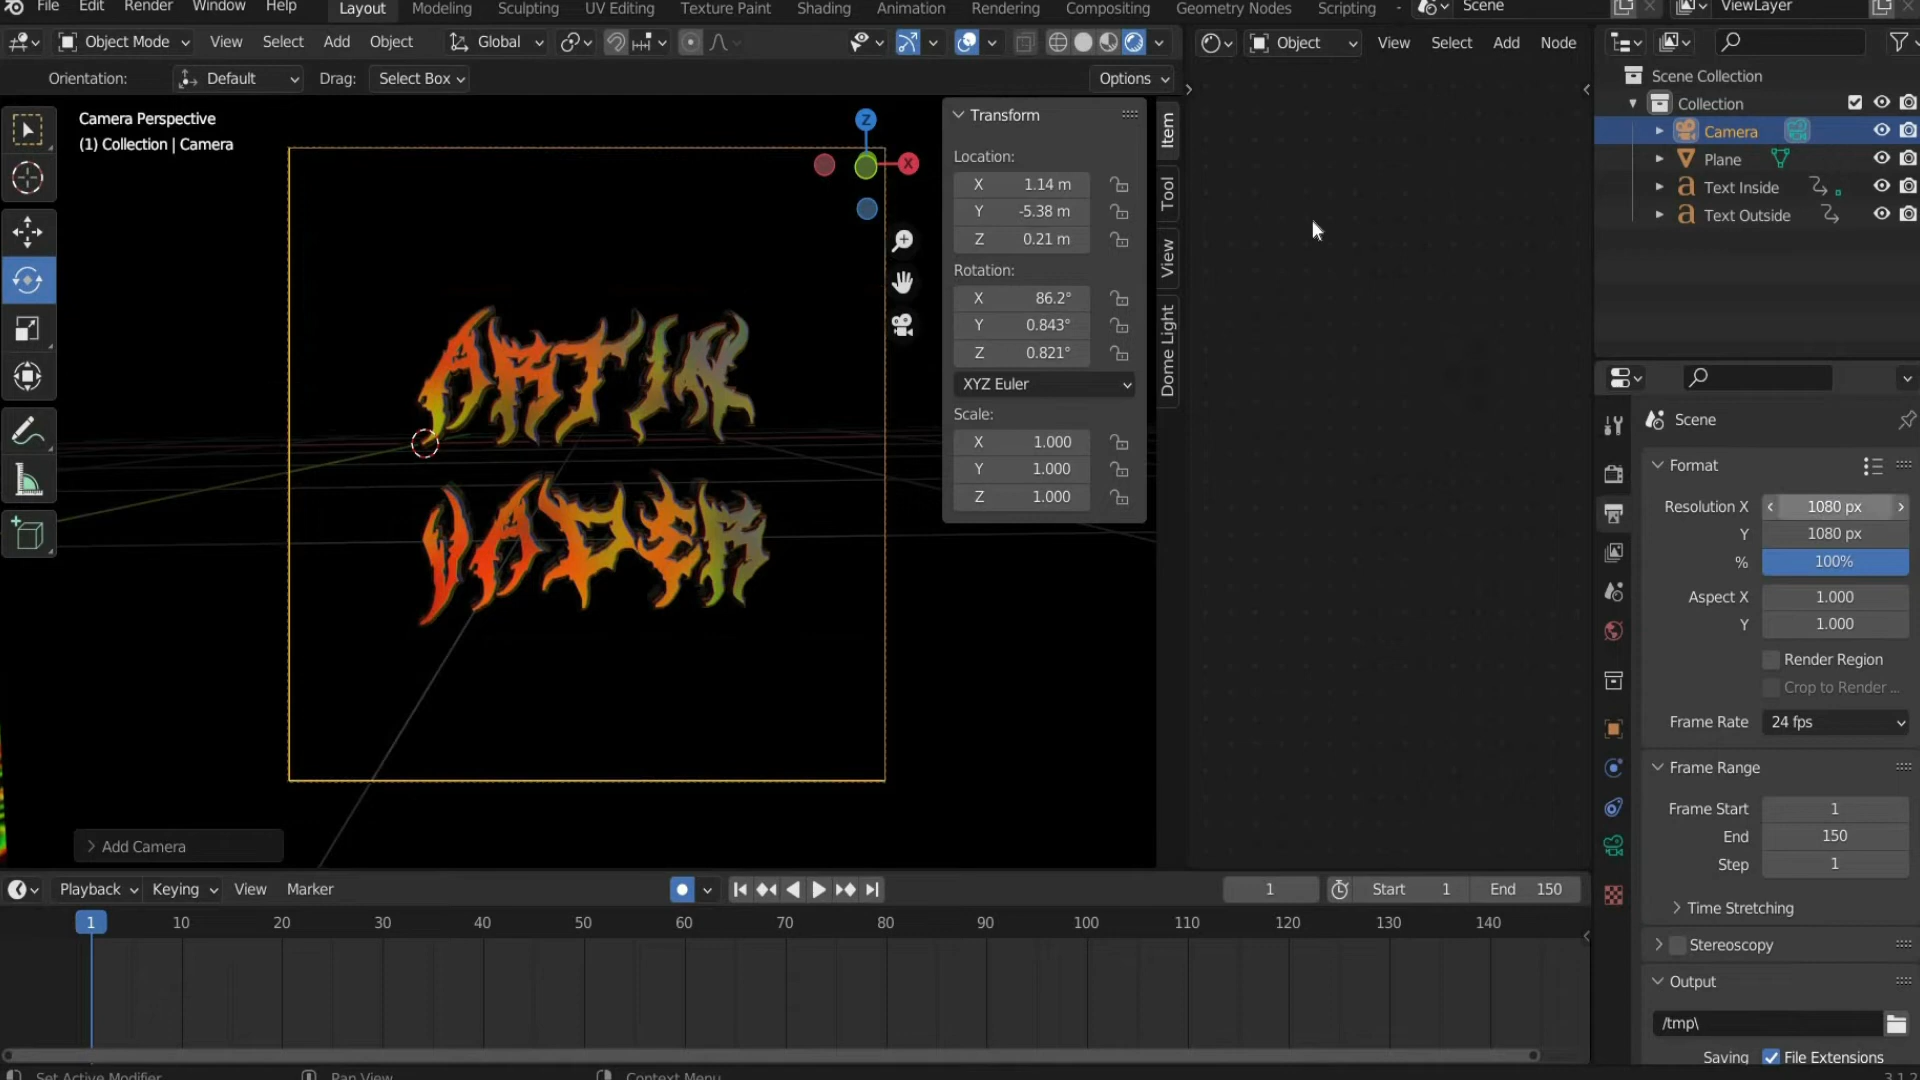 File Edit Render Window Help Layout Modeling Sculpting UV Editing Texture Paint Shading Animation Rendering Compositing Geometry Nodes Scripting Scene ViewLayer
Object Mode View Select Add Object Global Object View Select Add Node
Orientation: Default Drag: Select Box Options
Scene Collection
Collection
Camera
Plane
Text Inside
Text Outside
Camera Perspective
(1) Collection | Camera
Z
X
ARTIN
VADER
Transform
Location:
X 1.14 m
Y -5.38 m
Z 0.21 m
Rotation:
X 86.2°
Y 0.843°
Z 0.821°
XYZ Euler
Scale:
X 1.000
Y 1.000
Z 1.000
Item
Tool
View
Dome Light
Scene
Format
Resolution X 1080 px
Y 1080 px
% 100%
Aspect X 1.000
Y 1.000
Render Region
Crop to Render ...
Frame Rate 24 fps
Frame Range
Frame Start 1
End 150
Step 1
Time Stretching
Stereoscopy
Output
/tmp\
Saving File Extensions
Add Camera
Playback Keying View Marker 1 Start 1 End 150
1 10 20 30 40 50 60 70 80 90 100 110 120 130 140
Set Active Modifier Pan View Context Menu 3.1.2